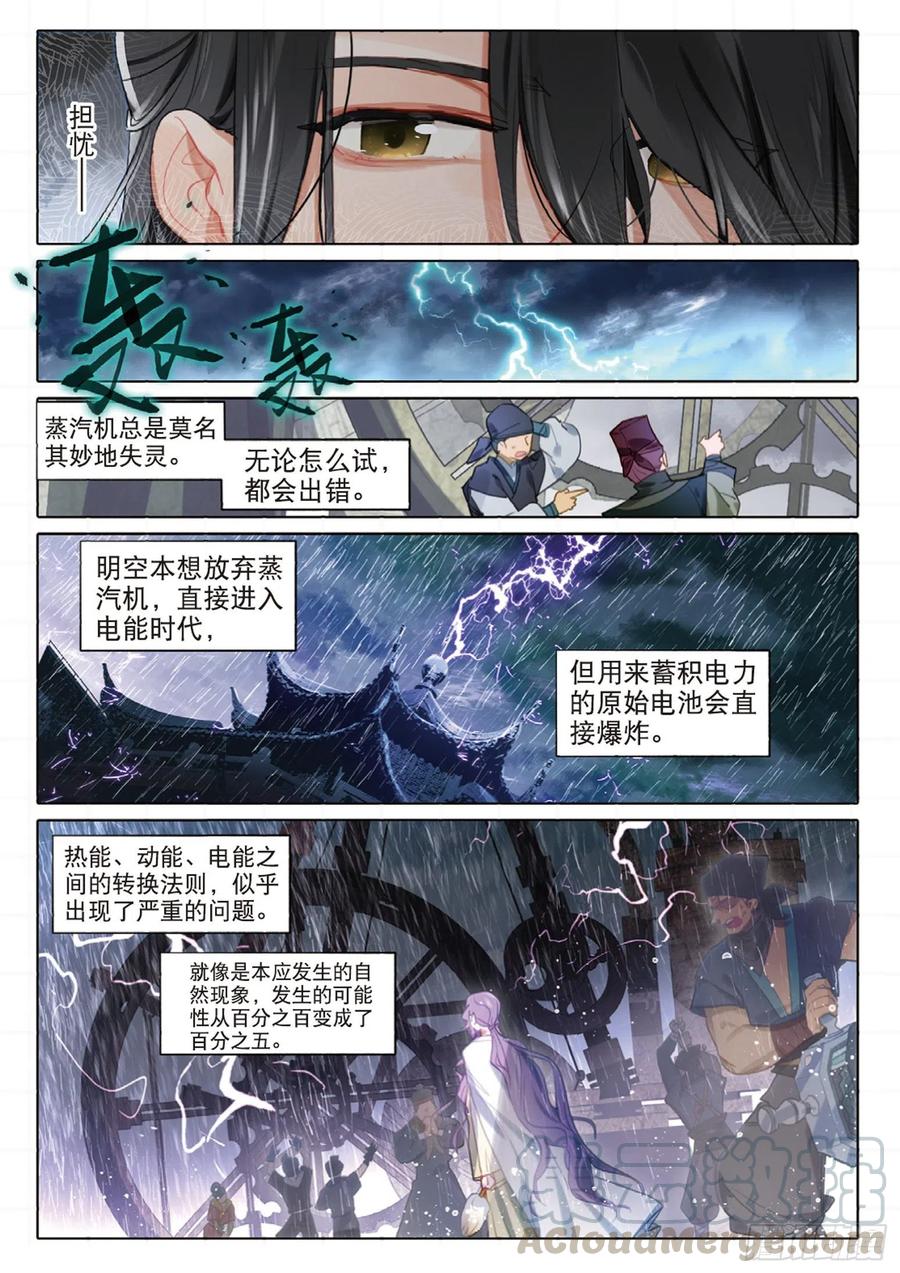 担忧——
轰
轰
蒸汽机总是莫名
其妙地失灵。
无论怎么试，
都会出错。
明空本想放弃蒸
汽机，直接进入
电能时代，
但用来蓄积电力
的原始电池会直
接爆炸。
热能、动能、电能之
间的转换法则，似乎
出现了严重的问题。
就像是本应发生的自
然现象，发生的可能
性从百分之百变成了
百分之五。
ACloudMerge.com